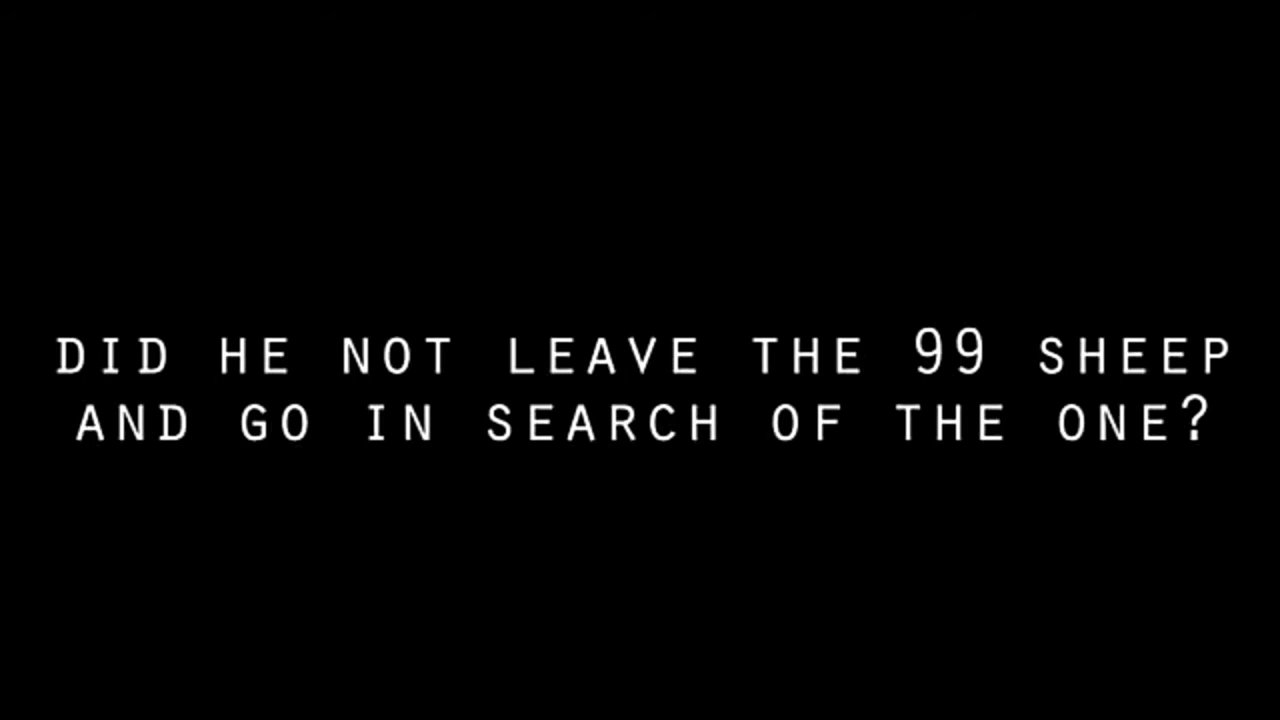 DID HE NOT LEAVE THE 99 SHEEP
AND GO IN SEARCH OF THE ONE?